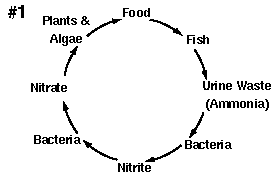 #1
Food
Plants &
Algae
Fish
Nitrate
Urine Waste
(Ammonia)
Bacteria
Bacteria
Nitrite